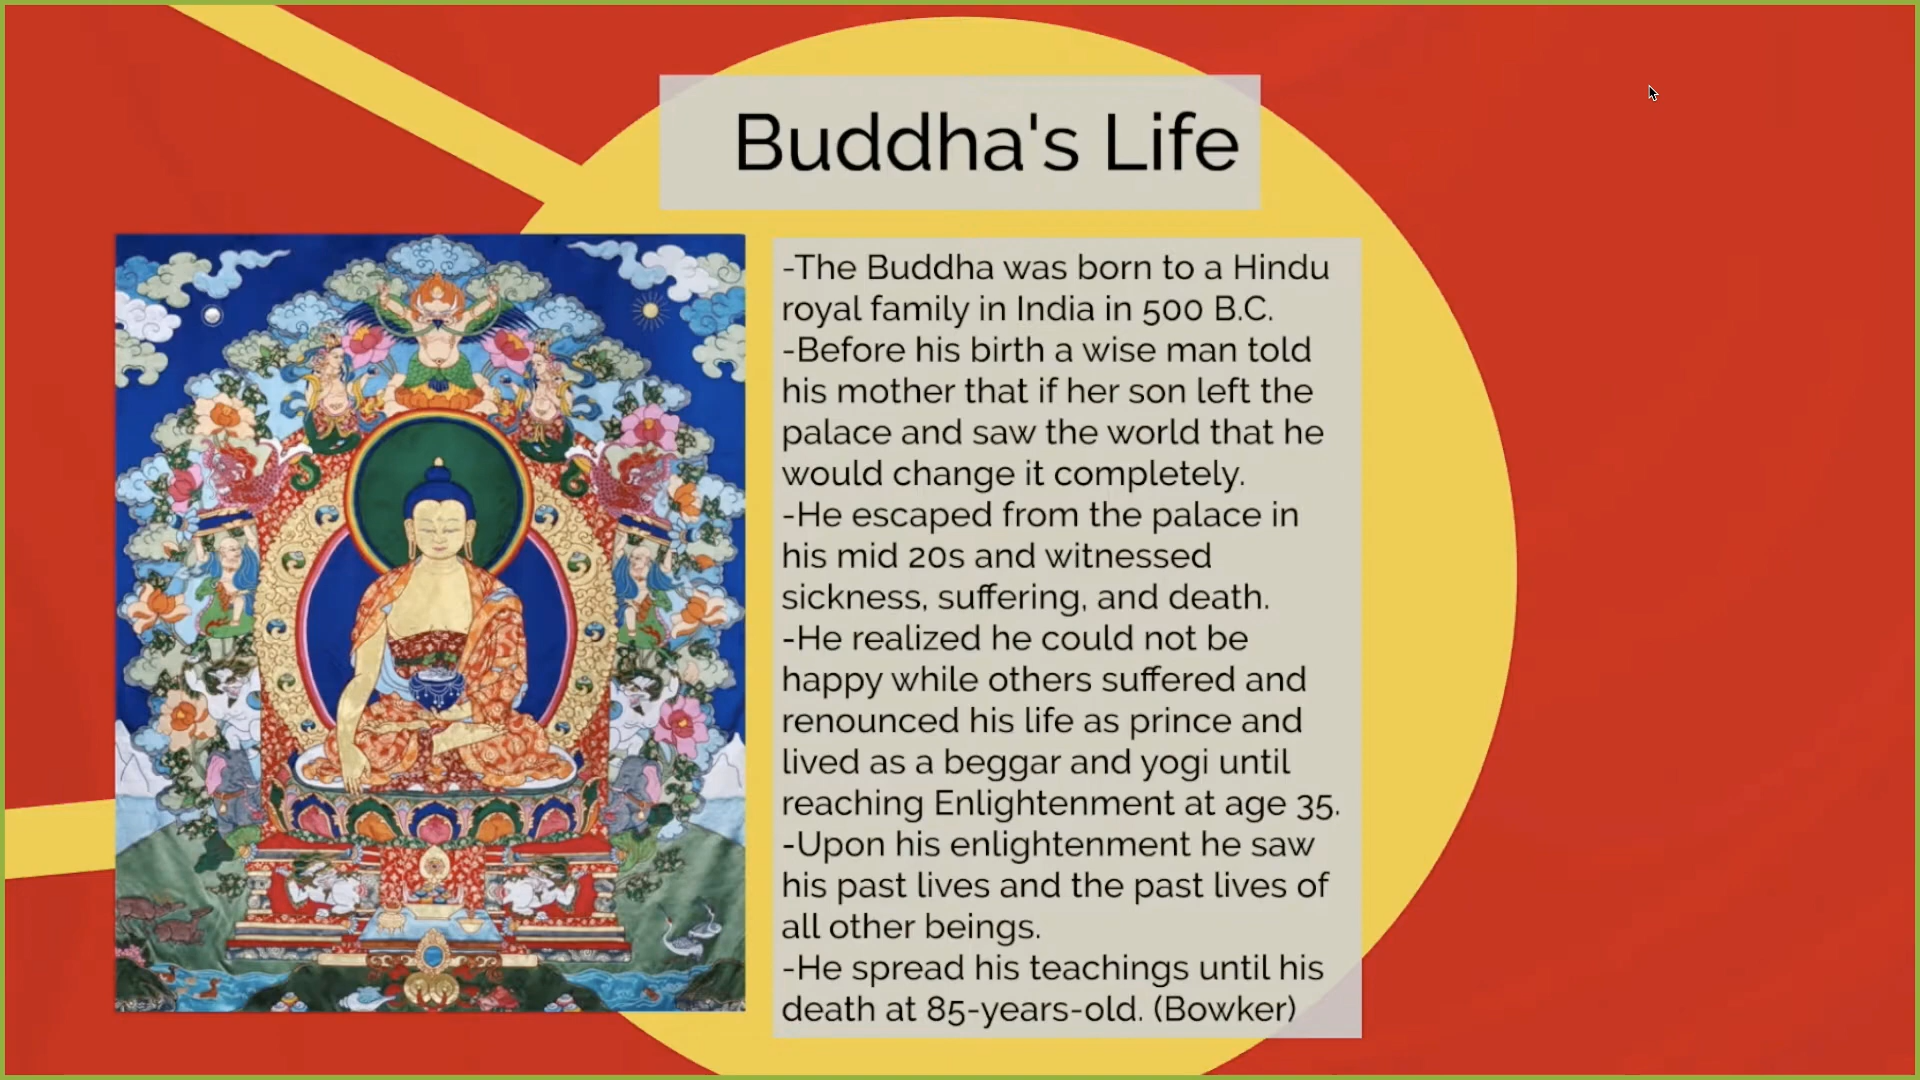 Buddha's Life
-The Buddha was born to a Hindu
royal family in India in 500 B.C.
-Before his birth a wise man told
his mother that if her son left the
palace and saw the world that he
would change it completely.
-He escaped from the palace in
his mid 20s and witnessed
sickness, suffering, and death.
-He realized he could not be
happy while others suffered and
renounced his life as prince and
lived as a beggar and yogi until
reaching Enlightenment at age 35.
-Upon his enlightenment he saw
his past lives and the past lives of
all other beings.
-He spread his teachings until his
death at 85-years-old. (Bowker)